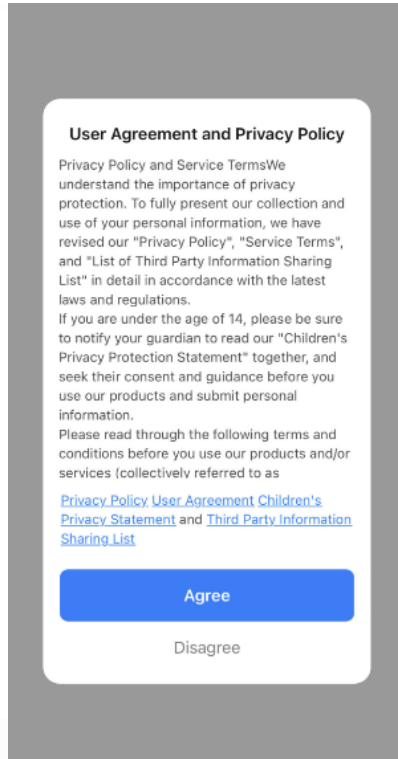 User Agreement and Privacy Policy
Privacy Policy and Service TermsWe
understand the importance of privacy
protection. To fully present our collection and
use of your personal information, we have
revised our "Privacy Policy", "Service Terms",
and "List of Third Party Information Sharing
List" in detail in accordance with the latest
laws and regulations.
If you are under the age of 14, please be sure
to notify your guardian to read our "Children's
Privacy Protection Statement" together, and
seek their consent and guidance before you
use our products and submit personal
information.
Please read through the following terms and
conditions before you use our products and/or
services (collectively referred to as
Privacy Policy User Agreement Children's
Privacy Statement and Third Party Information
Sharing List
Agree
Disagree